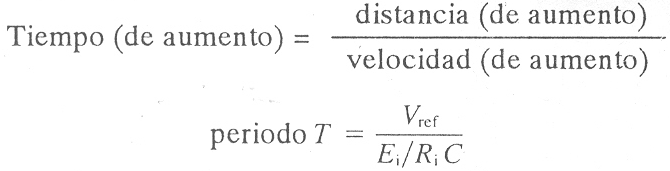 Tiempo (de aumento) = distancia (de aumento) / velocidad (de aumento)
periodo T = V_ref / E_i/R_i C